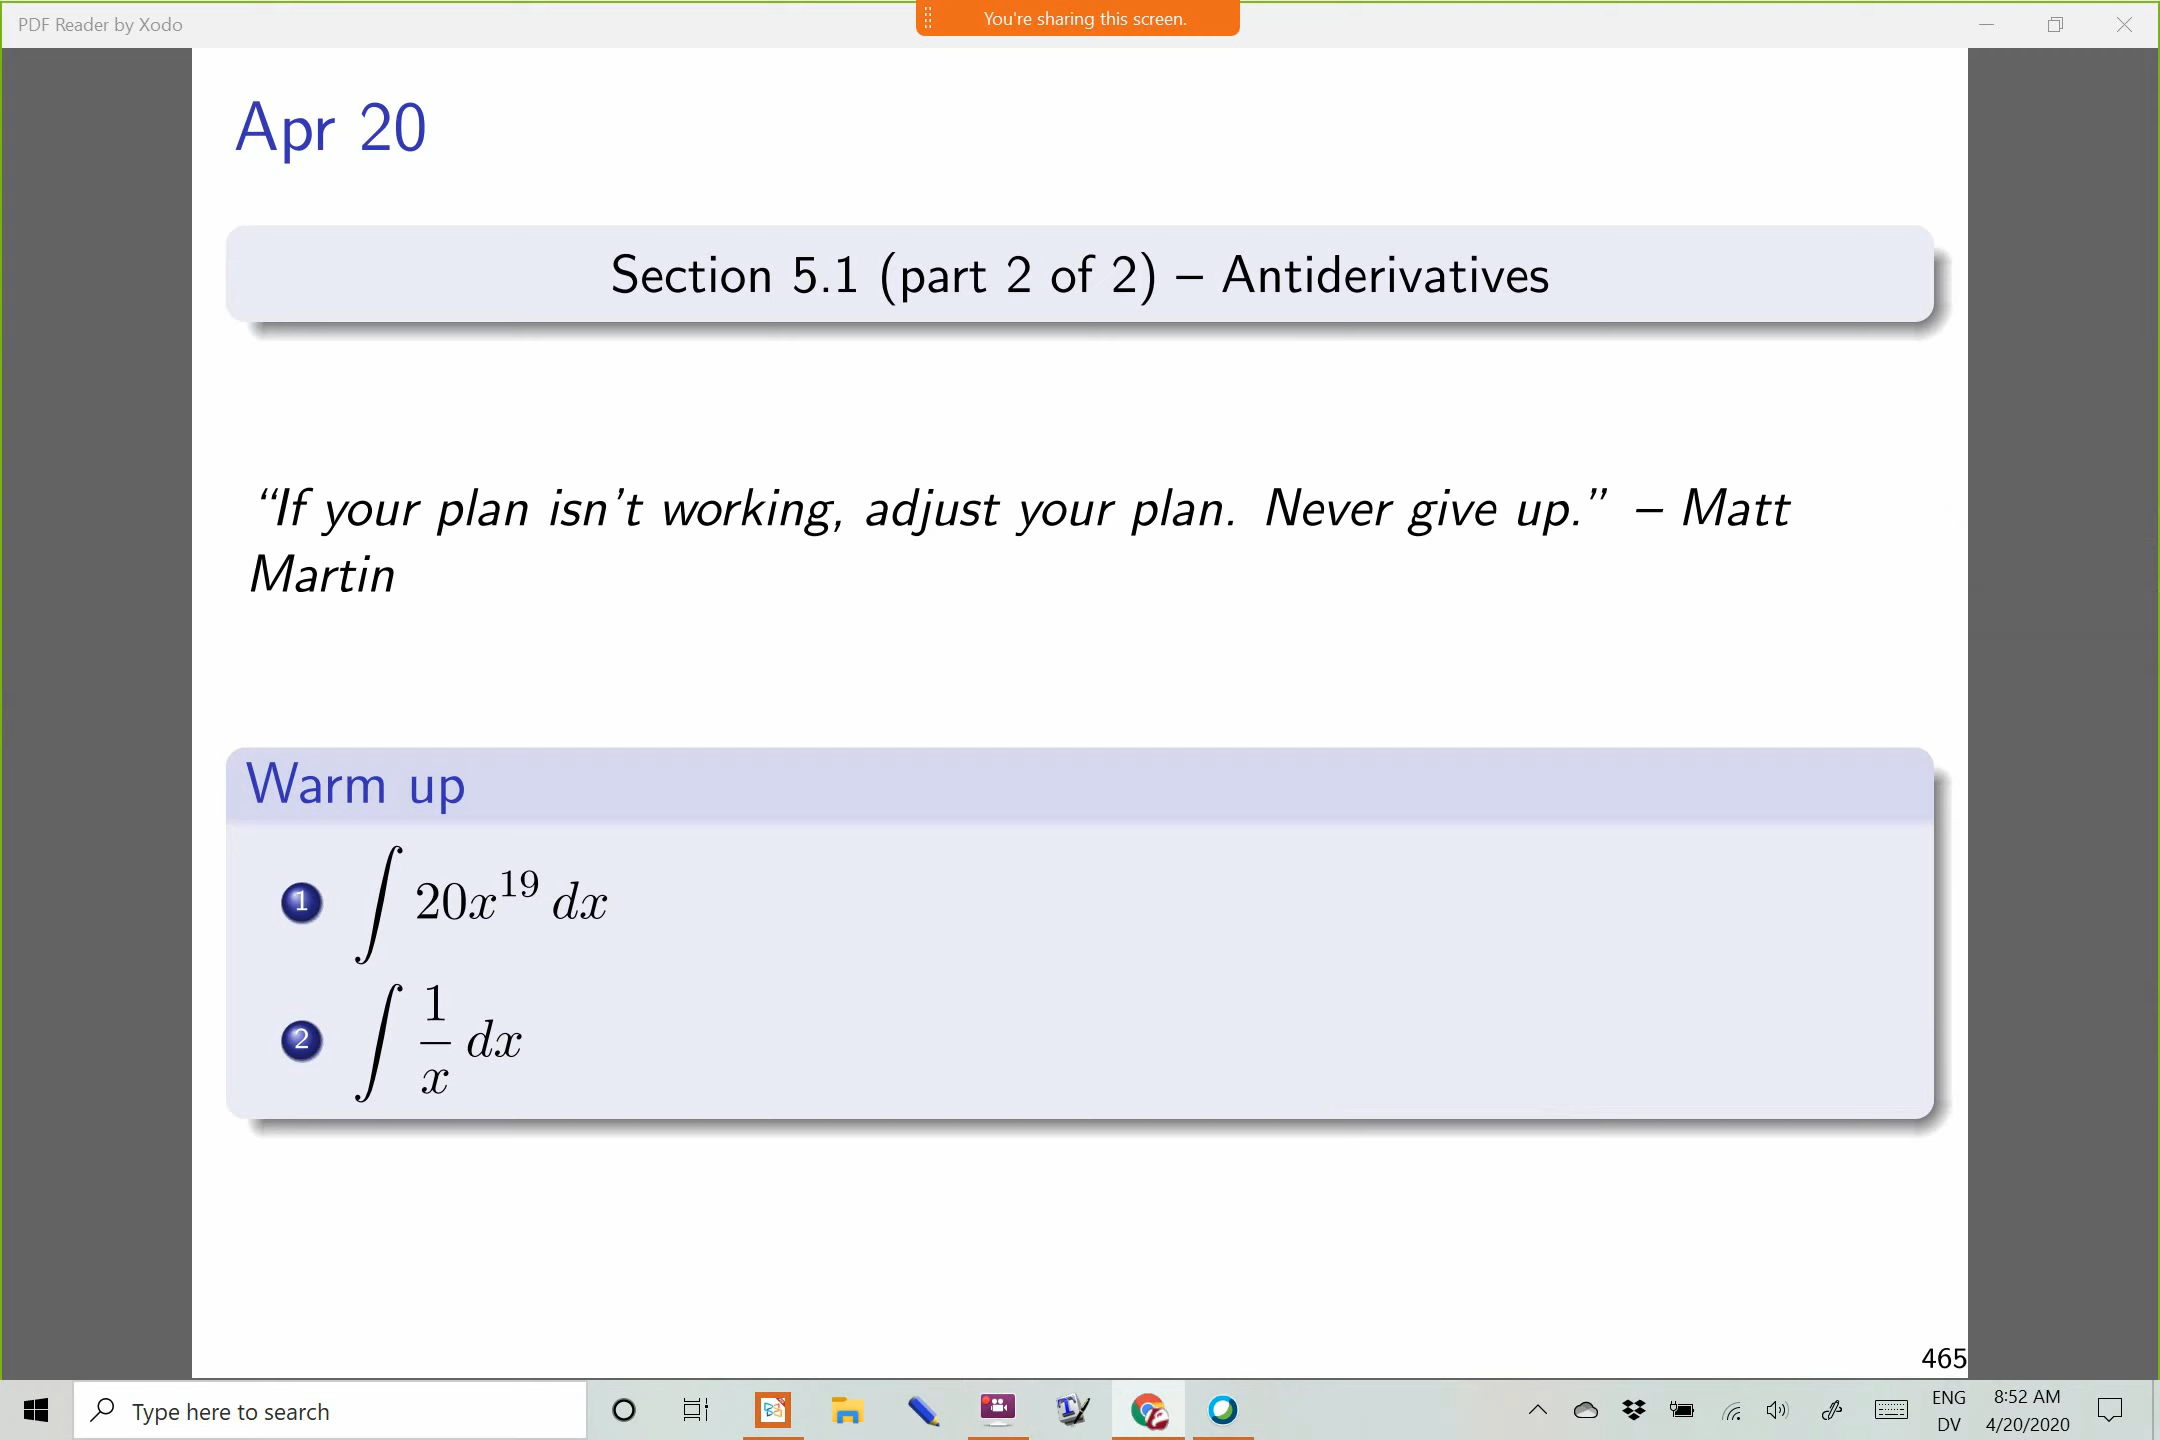 PDF Reader by Xodo
You're sharing this screen.
Apr 20
Section 5.1 (part 2 of 2) – Antiderivatives
“If your plan isn’t working, adjust your plan. Never give up.” – Matt
Martin
Warm up
1 ∫ 20x^19 dx
2 ∫ 1/x dx
465
Type here to search
ENG
DV
8:52 AM
4/20/2020